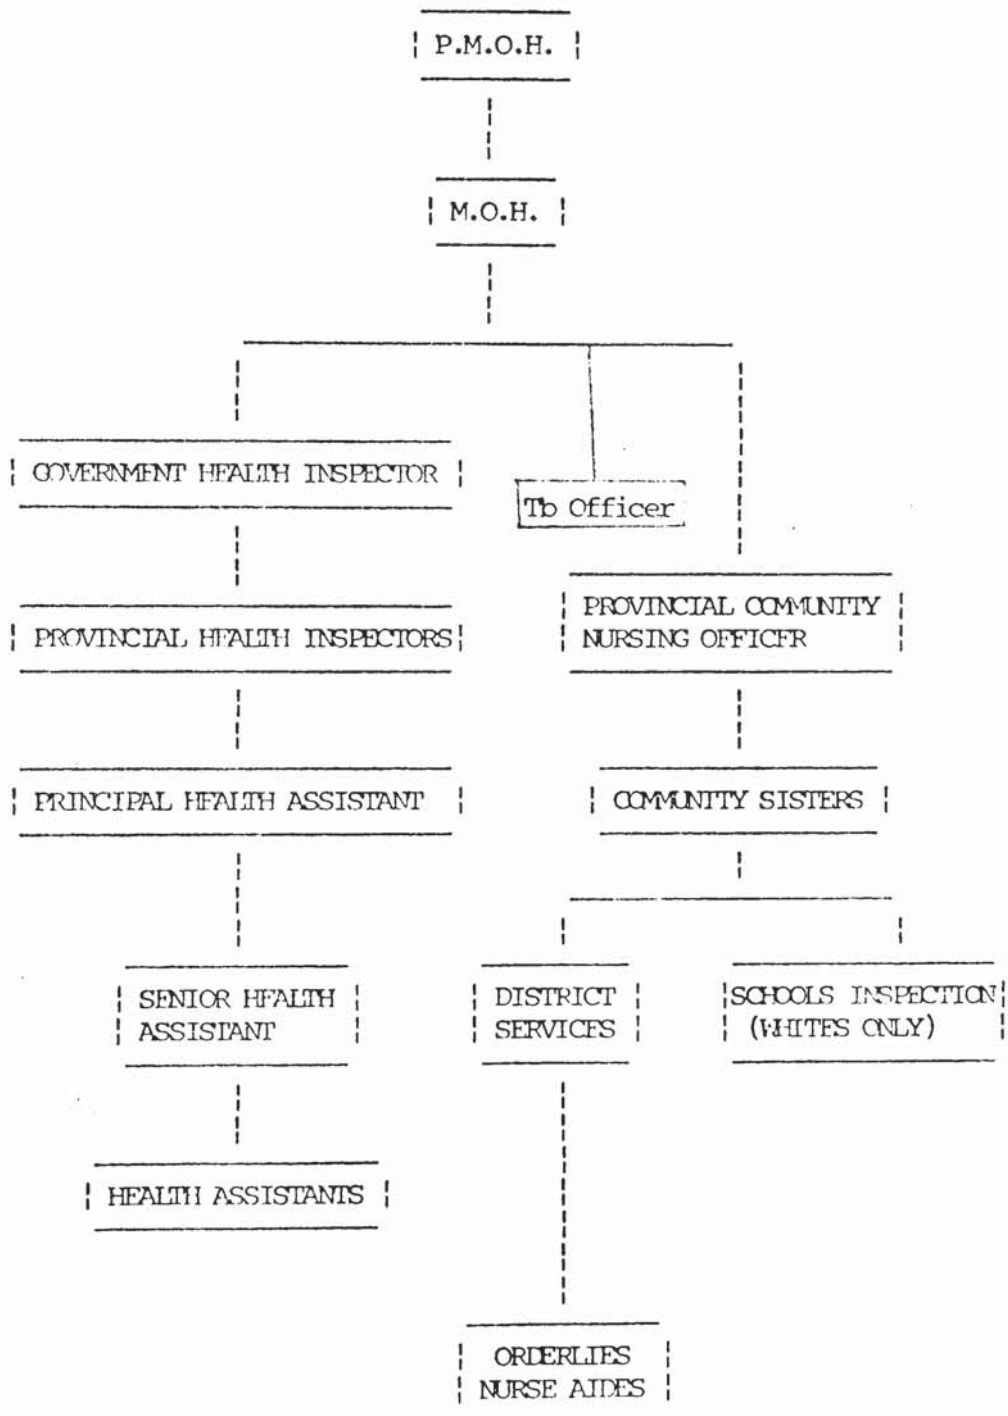 P.M.O.H.
M.O.H.
GOVERNMENT HEALTH INSPECTOR
Tb Officer
PROVINCIAL HEALTH INSPECTORS
PROVINCIAL COMMUNITY
NURSING OFFICER
PRINCIPAL HEALTH ASSISTANT
COMMUNITY SISTERS
SENIOR HEALTH
ASSISTANT
DISTRICT
SERVICES
SCHOOLS INSPECTION
(WHITES ONLY)
HEALTH ASSISTANTS
ORDERLIES
NURSE AIDES